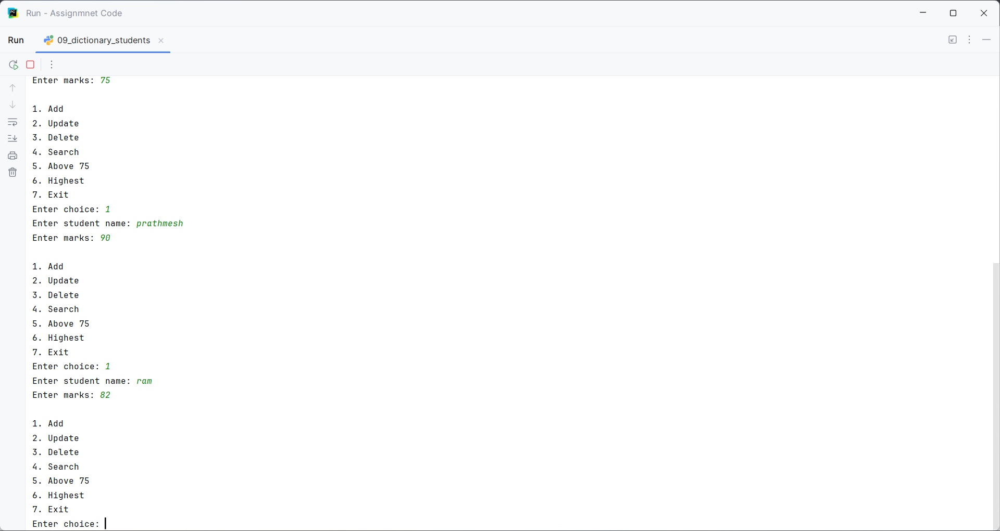 Run - Assignmnet Code
Run 09_dictionary_students
Enter marks: 75
1. Add
2. Update
3. Delete
4. Search
5. Above 75
6. Highest
7. Exit
Enter choice: 1
Enter student name: prathmesh
Enter marks: 90
1. Add
2. Update
3. Delete
4. Search
5. Above 75
6. Highest
7. Exit
Enter choice: 1
Enter student name: ram
Enter marks: 82
1. Add
2. Update
3. Delete
4. Search
5. Above 75
6. Highest
7. Exit
Enter choice: